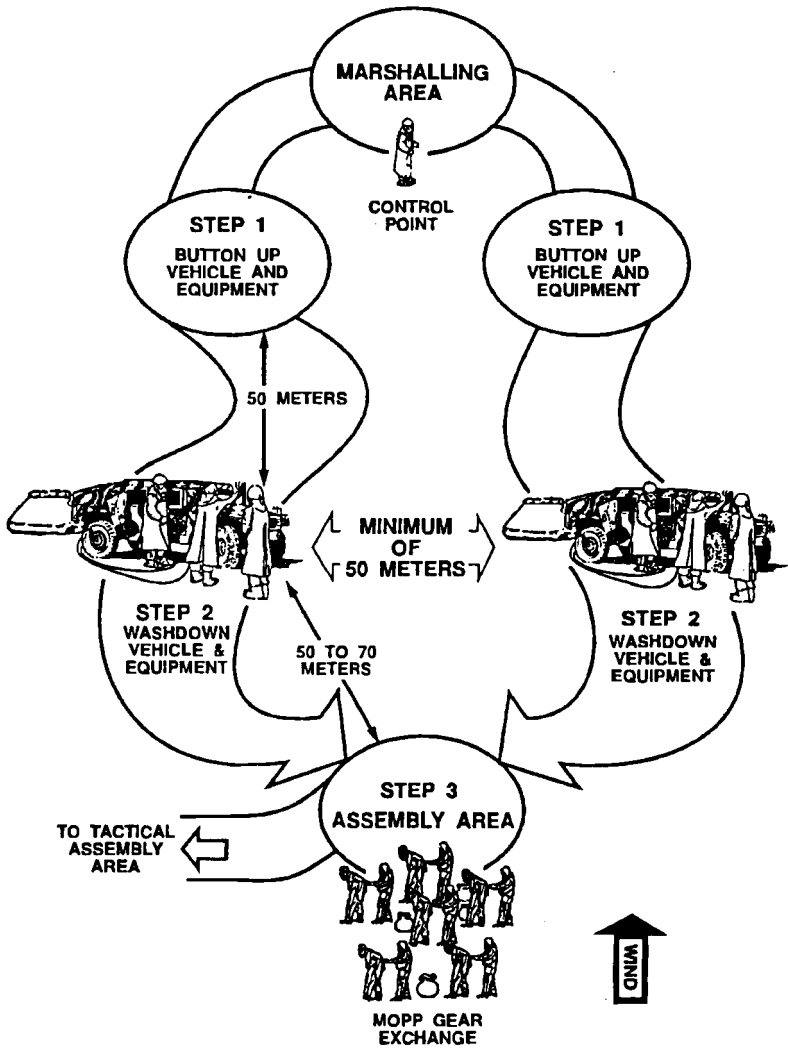 MARSHALLING
AREA
CONTROL
POINT
STEP 1
BUTTON UP
VEHICLE AND
EQUIPMENT
STEP 1
BUTTON UP
VEHICLE AND
EQUIPMENT
50 METERS
MINIMUM
OF
50 METERS
STEP 2
WASHDOWN
VEHICLE &
EQUIPMENT
50 TO 70
METERS
STEP 2
WASHDOWN
VEHICLE &
EQUIPMENT
STEP 3
ASSEMBLY AREA
TO TACTICAL
ASSEMBLY
AREA
WIND
MOPP GEAR
EXCHANGE